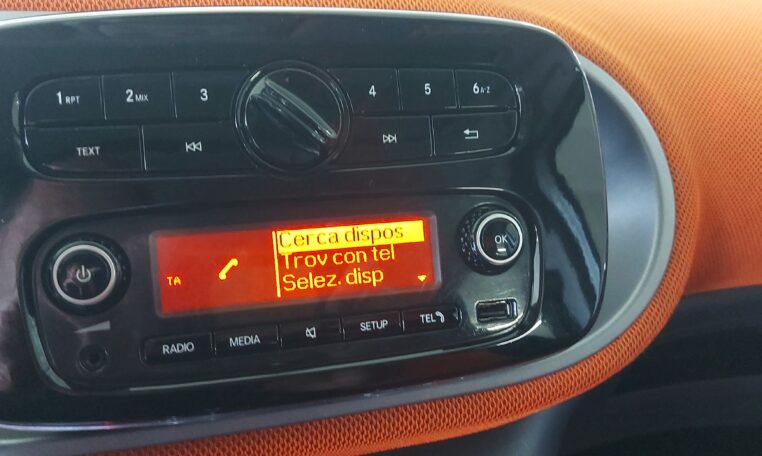 1 RPT 2 MIX 3 4 5 6 A-Z
TEXT
Cerca dispos
Trov con tel
Selez. disp
TA
OK
RADIO MEDIA SETUP TEL